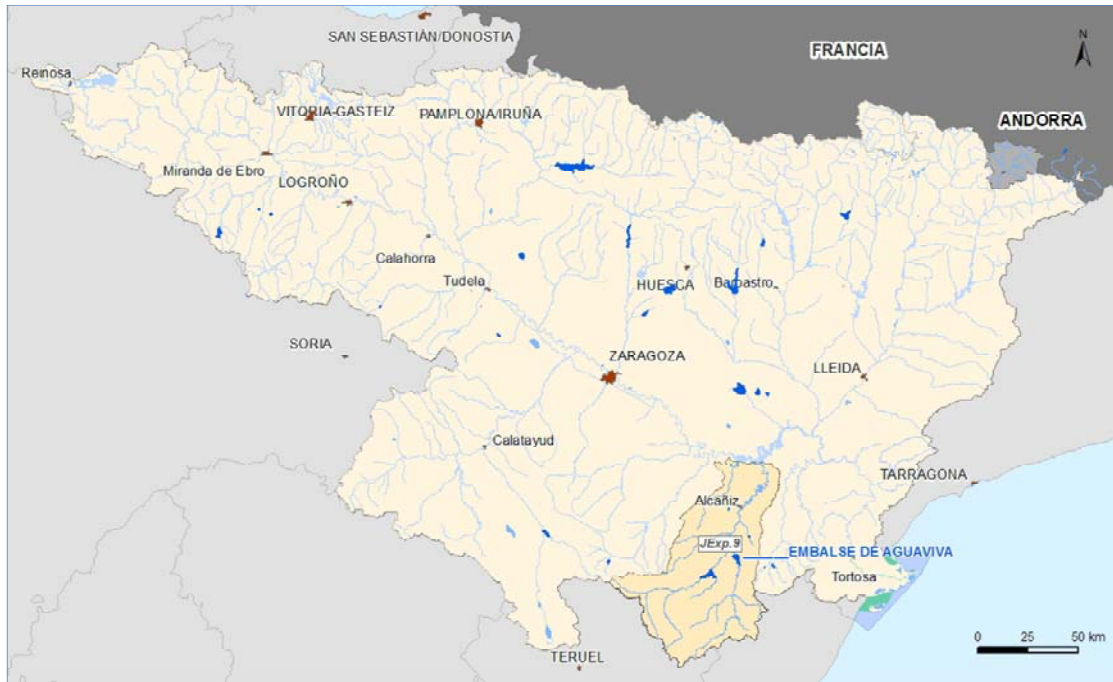 SAN SEBASTIÁN/DONOSTIA
FRANCIA
N
Reinosa
VITORIA-GASTEIZ
PAMPLONA/IRUÑA
ANDORRA
Miranda de Ebro
LOGROÑO
Calahorra
Tudela
HUESCA
Barbastro
SORIA
ZARAGOZA
LLEIDA
Calatayud
TARRAGONA
Alcañiz
JExp.9
EMBALSE DE AGUAVIVA
Tortosa
0 25 50 km
TERUEL